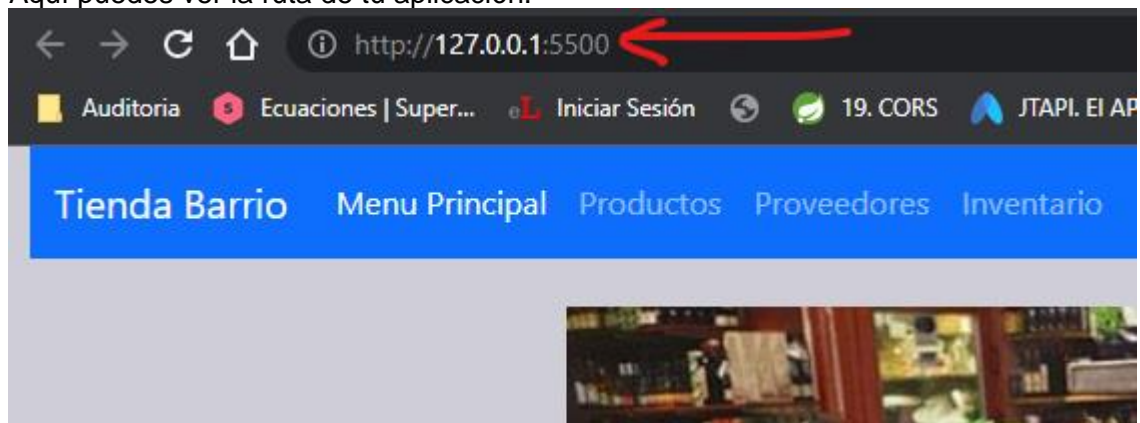 Aquí puedes ver la ruta de tu aplicación.
http://127.0.0.1:5500
Auditoria Ecuaciones | Super... eL Iniciar Sesión 19. CORS JTAPI. El AP
Tienda Barrio Menu Principal Productos Proveedores Inventario